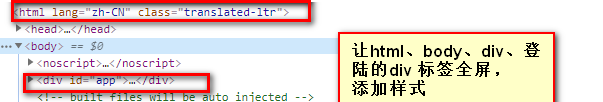 <html lang="zh-CN" class="translated-ltr">
▶<head>…</head>
▼<body> == $0
▶<noscript>…</noscript>
▶<div id="app">…</div>
<!-- built files will be auto injected -->
让html、body、div、登
陆的div 标签全屏，
添加样式